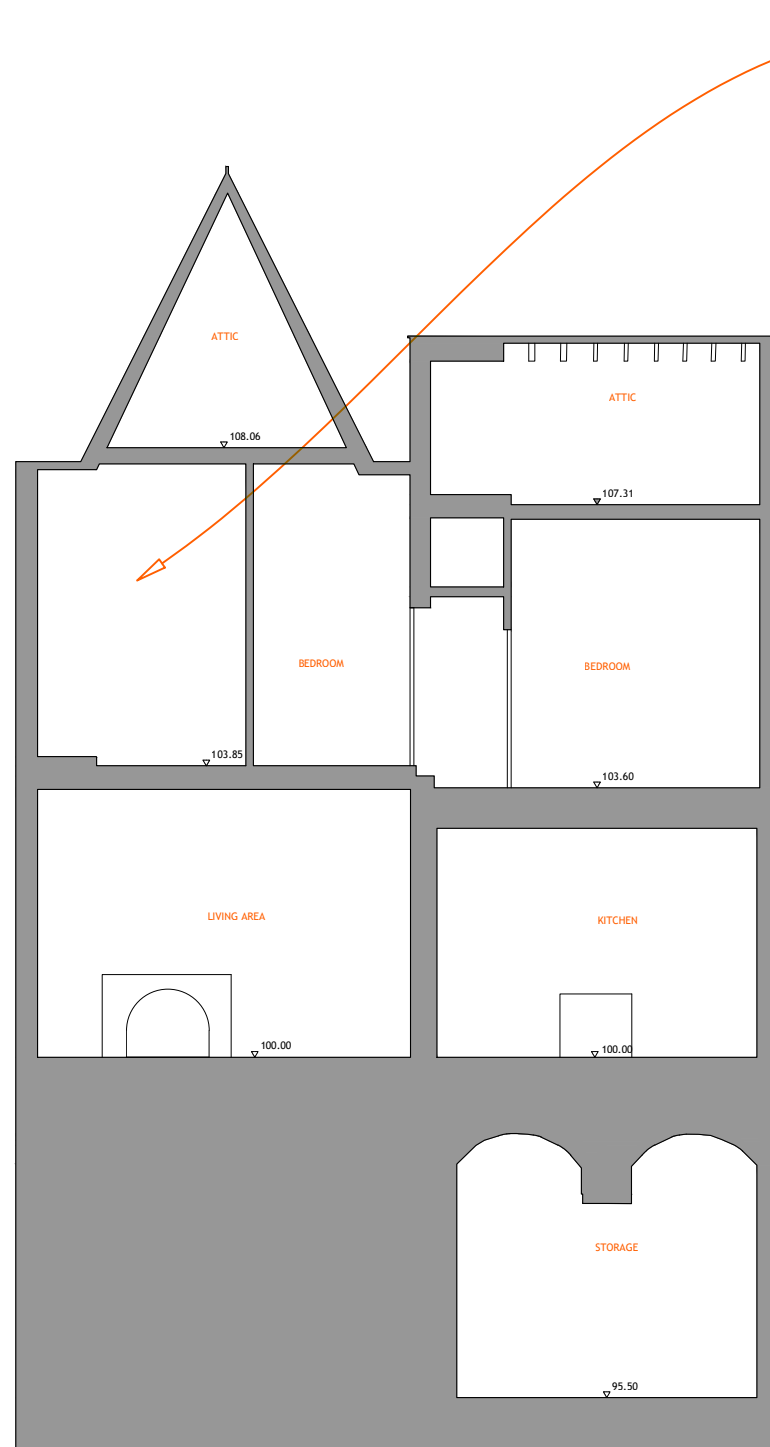 ATTIC
ATTIC
108.06
107.31
BEDROOM
BEDROOM
103.85
103.60
LIVING AREA
KITCHEN
100.00
100.00
STORAGE
95.50